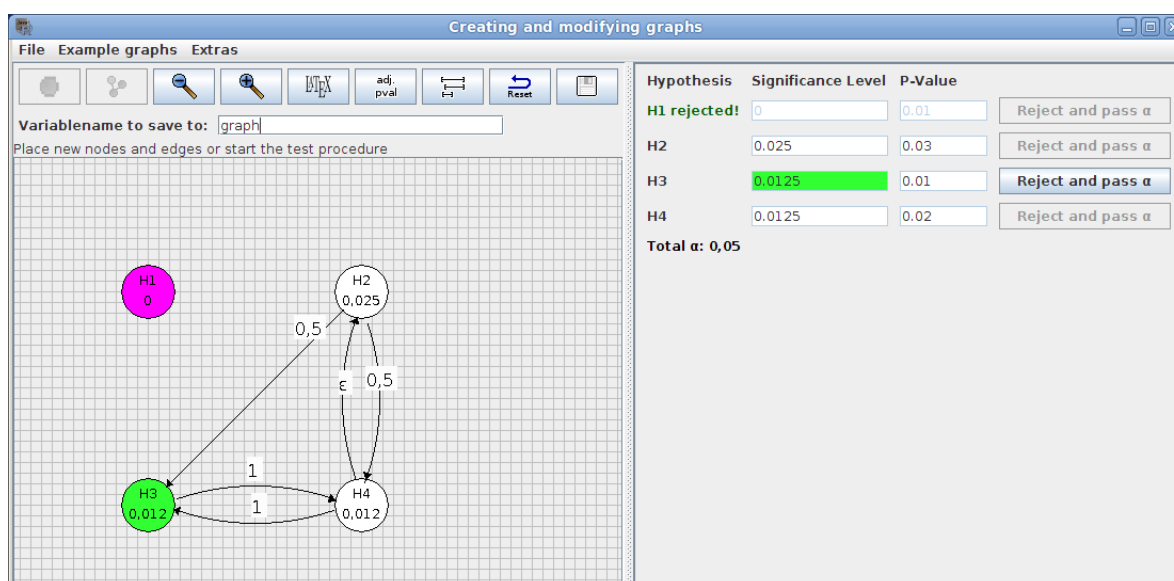 Creating and modifying graphs
File Example graphs Extras
LATEX
adj. pval
Reset
Variablename to save to: graph
Place new nodes and edges or start the test procedure
H1
0
H2
0,025
0,5
ε
0,5
1
1
H3
0,012
H4
0,012
Hypothesis Significance Level P-Value
H1 rejected! 0 0.01 Reject and pass α
H2 0.025 0.03 Reject and pass α
H3 0.0125 0.01 Reject and pass α
H4 0.0125 0.02 Reject and pass α
Total α: 0,05